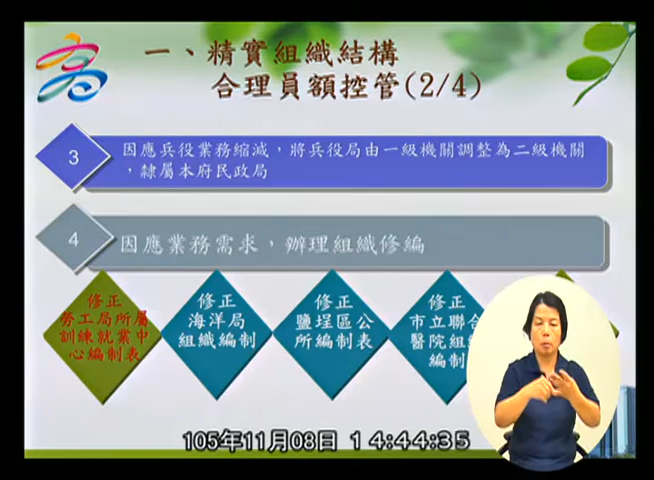 一、精實組織結構
合理員額控管(2/4)
3
因應兵役業務縮減，將兵役局由一級機關調整為二級機關
，隸屬本府民政局
4
因應業務需求，辦理組織修編
修正
勞工局所屬
訓練就業中
心編制表
修正
海洋局
組織編制
修正
鹽埕區公
所編制表
修正
市立聯合
醫院組織
編制
105年11月08日 14:44:35